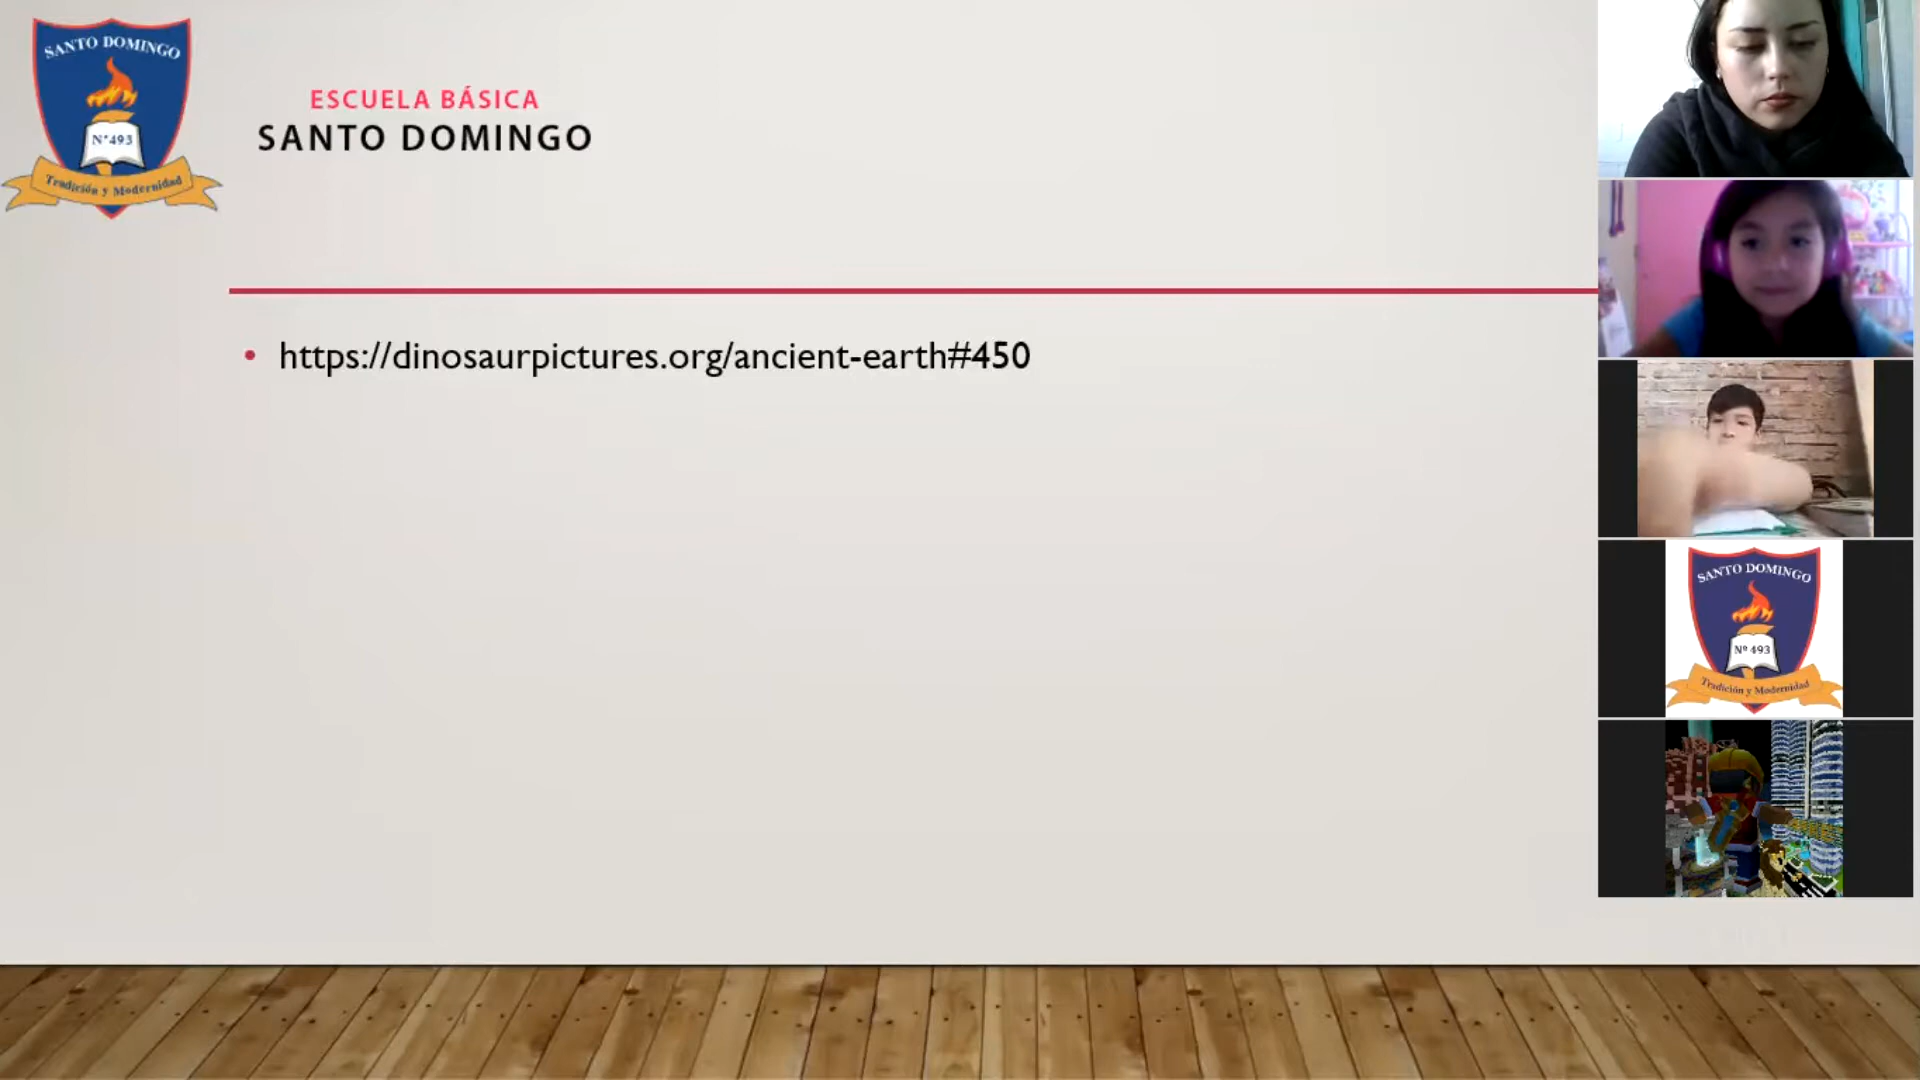 SANTO DOMINGO
N°493
Tradición y Modernidad
ESCUELA BÁSICA
SANTO DOMINGO
• https://dinosaurpictures.org/ancient-earth#450
SANTO DOMINGO
Nº 493
Tradición y Modernidad